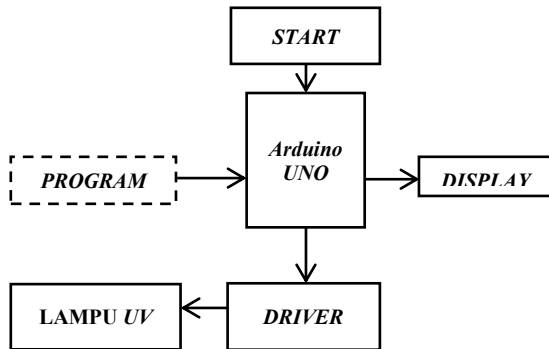 START
Arduino
UNO
PROGRAM
DISPLAY
LAMPU UV
DRIVER